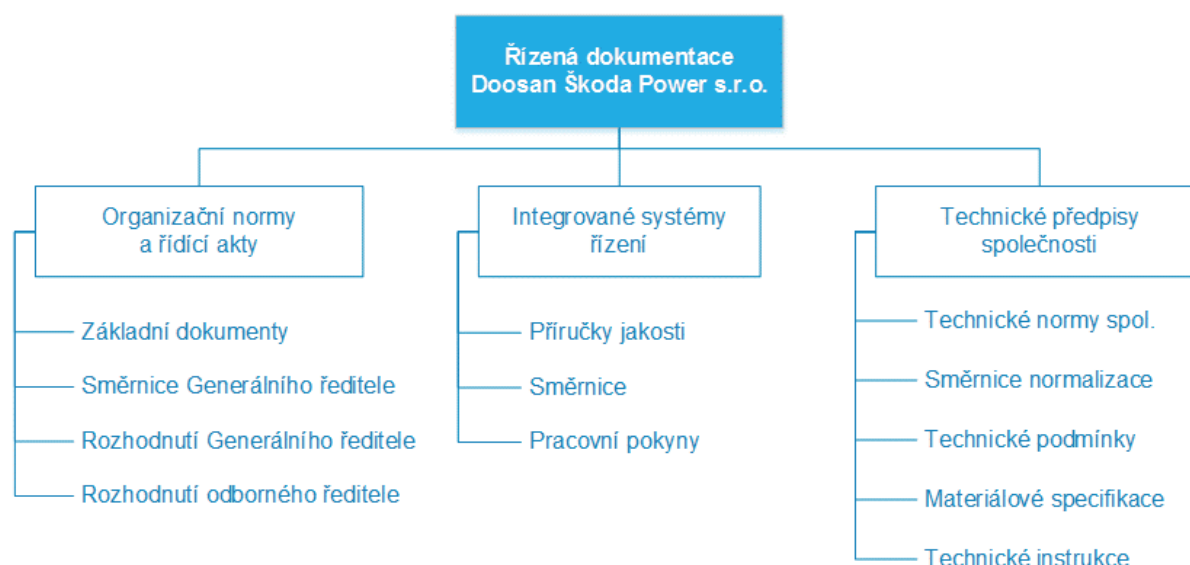 Řízená dokumentace
Doosan Škoda Power s.r.o.
Organizační normy
a řídící akty
Základní dokumenty
Směrnice Generálního ředitele
Rozhodnutí Generálního ředitele
Rozhodnutí odborného ředitele
Integrované systémy
řízení
Příručky jakosti
Směrnice
Pracovní pokyny
Technické předpisy
společnosti
Technické normy spol.
Směrnice normalizace
Technické podmínky
Materiálové specifikace
Technické instrukce